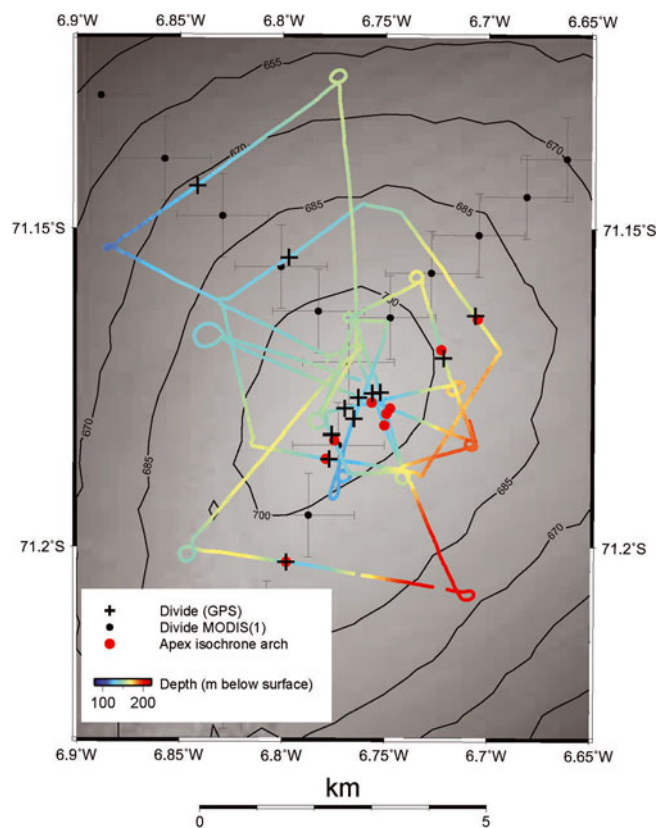 6.9˚W 6.85˚W 6.8˚W 6.75˚W 6.7˚W 6.65˚W
655
670
670
685
685
71.15˚S 71.15˚S
700
670
685
685
700
670
71.2˚S 71.2˚S
Divide (GPS)
Divide MODIS(1)
Apex isochrone arch
Depth (m below surface)
100 200
6.9˚W 6.85˚W 6.8˚W 6.75˚W 6.7˚W 6.65˚W
km
0 5